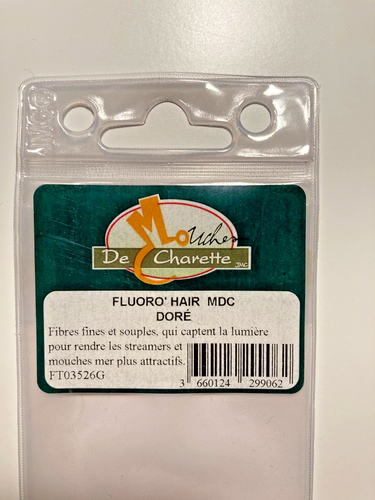 Mouches
De Charette
JMC
FLUORO' HAIR MDC
DORÉ
Fibres fines et souples, qui captent la lumière
pour rendre les streamers et
mouches mer plus attractifs.
FT03526G
3 660124 299062